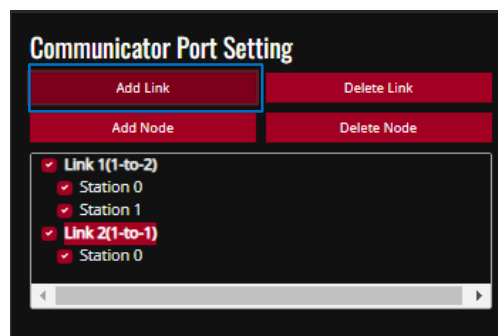 Communicator Port Setting
Add Link Delete Link
Add Node Delete Node
Link 1(1-to-2)
Station 0
Station 1
Link 2(1-to-1)
Station 0